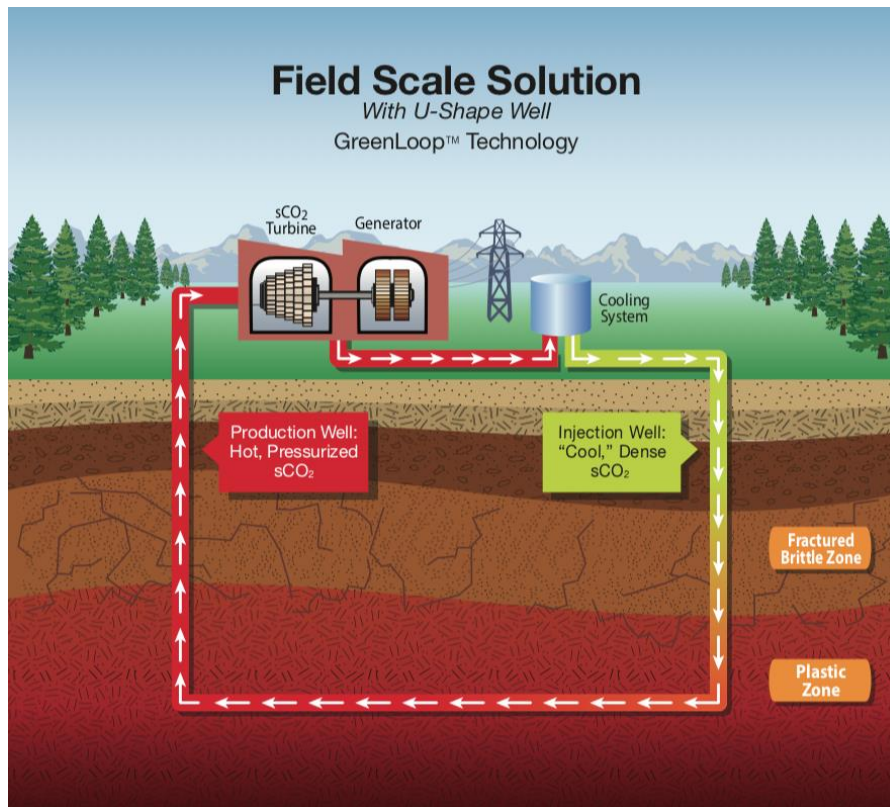 Field Scale Solution
With U-Shape Well
GreenLoop™ Technology
sCO₂
Turbine
Generator
Cooling
System
Production Well:
Hot, Pressurized
sCO₂
Injection Well:
“Cool,” Dense
sCO₂
Fractured
Brittle Zone
Plastic
Zone